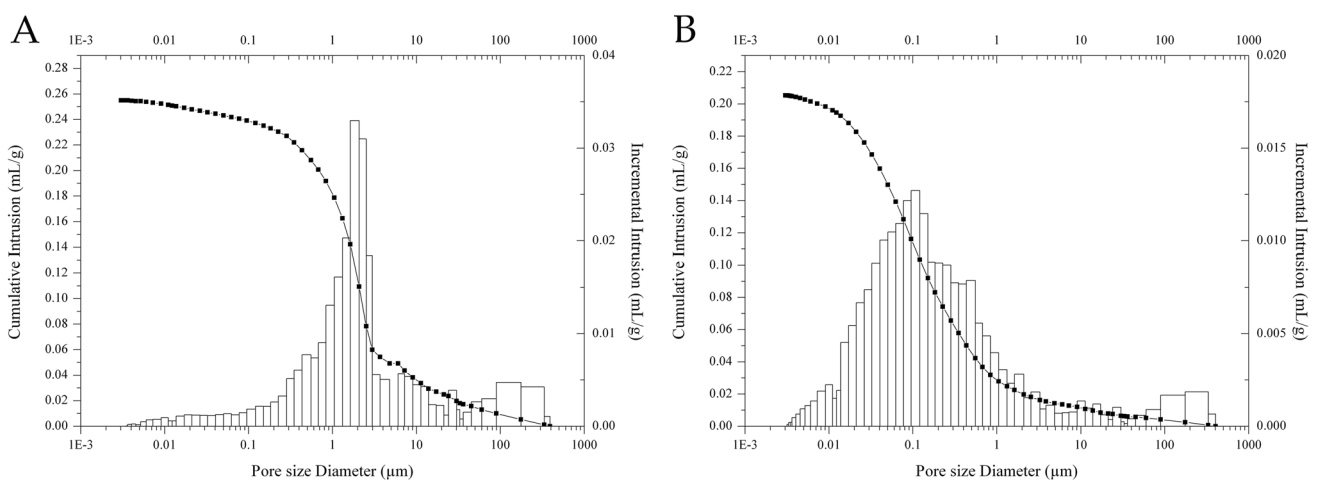 A
1E-3 0.01 0.1 1 10 100 1000
0.28 0.26 0.24 0.22 0.20 0.18 0.16 0.14 0.12 0.10 0.08 0.06 0.04 0.02 0.00
Cumulative Intrusion (mL/g)
0.04 0.03 0.02 0.01 0.00
Incremental Intrusion (mL/g)
1E-3 0.01 0.1 1 10 100 1000
Pore size Diameter (µm)
B
1E-3 0.01 0.1 1 10 100 1000
0.22 0.20 0.18 0.16 0.14 0.12 0.10 0.08 0.06 0.04 0.02 0.00
Cumulative Intrusion (mL/g)
0.020 0.015 0.010 0.005 0.000
Incremental Intrusion (mL/g)
1E-3 0.01 0.1 1 10 100 1000
Pore size Diameter (µm)